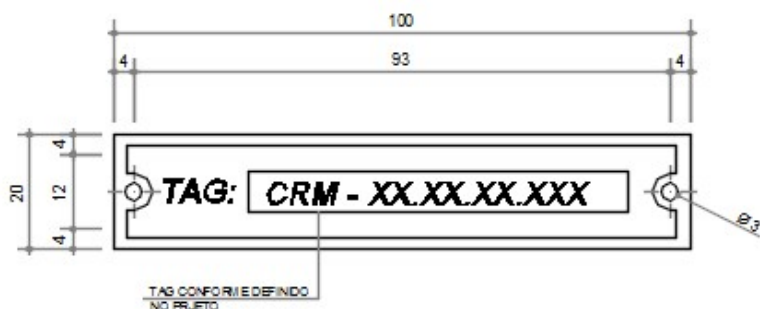 100
4 93 4
4
20
12
4
TAG: CRM - XX.XX.XX.XXX
Ø3
TAG CONFORME DEFINIDO
NO PRJETO